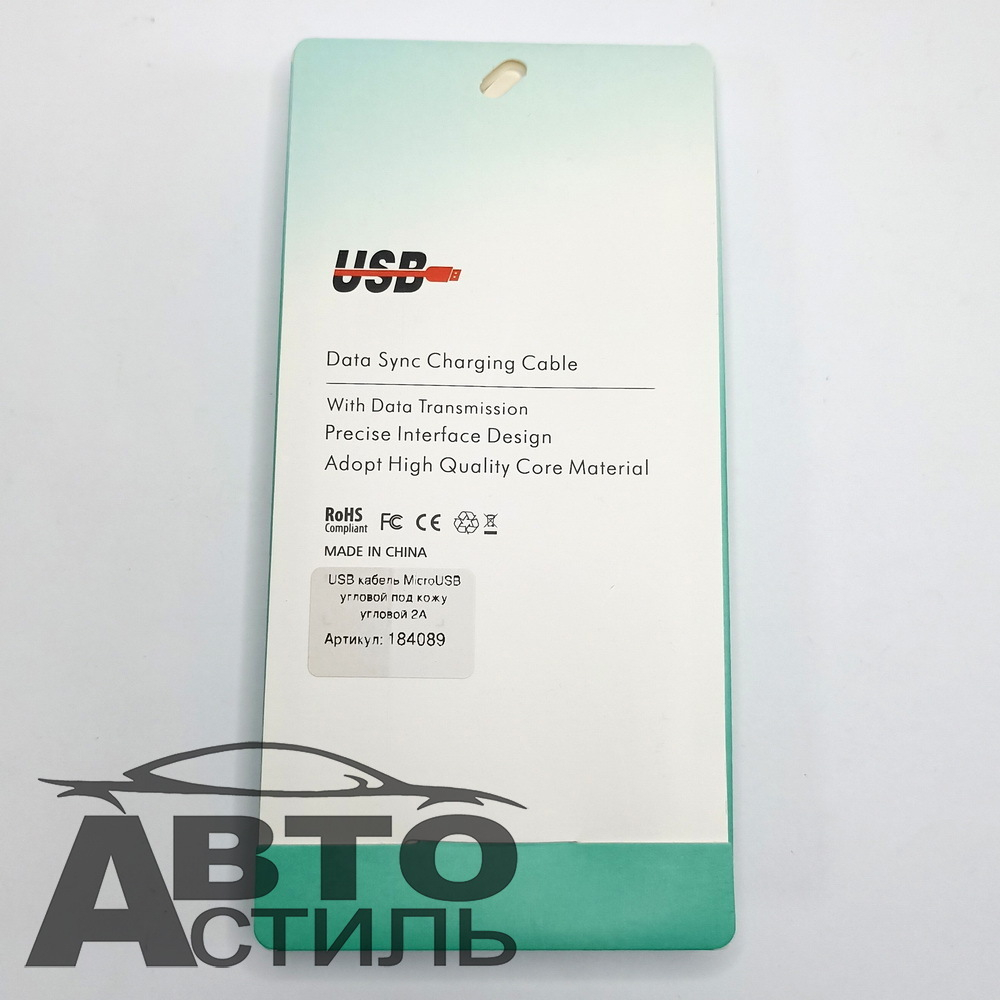 USB
Data Sync Charging Cable
With Data Transmission
Precise Interface Design
Adopt High Quality Core Material
RoHS
Compliant
FC CE
MADE IN CHINA
USB кабель MicroUSB
угловой под кожу
угловой 2А
Артикул: 184089
АВТО
СТИЛЬ